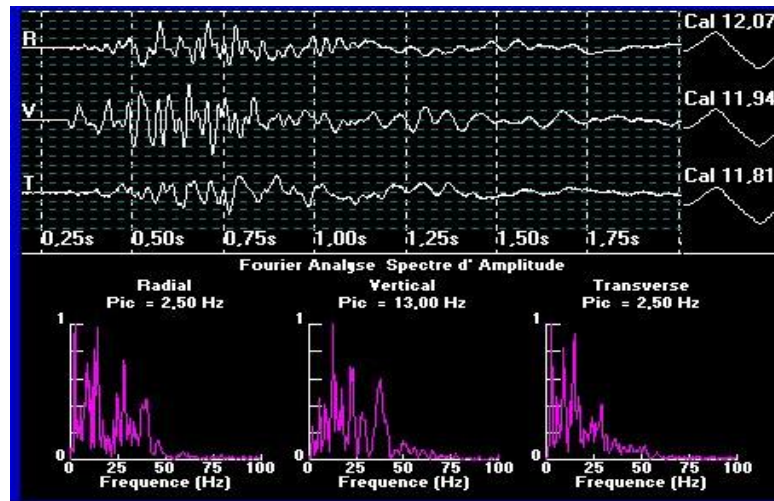 R
Cal 12,07
V
Cal 11,94
T
Cal 11,81
0,25s 0,50s 0,75s 1,00s 1,25s 1,50s 1,75s
Fourier Analyse Spectre d' Amplitude
Radial Vertical Transverse
Pic = 2,50 Hz Pic = 13,00 Hz Pic = 2,50 Hz
1 1 1
0 0 0
0 25 50 75 100 0 25 50 75 100 0 25 50 75 100
Frequence (Hz) Frequence (Hz) Frequence (Hz)